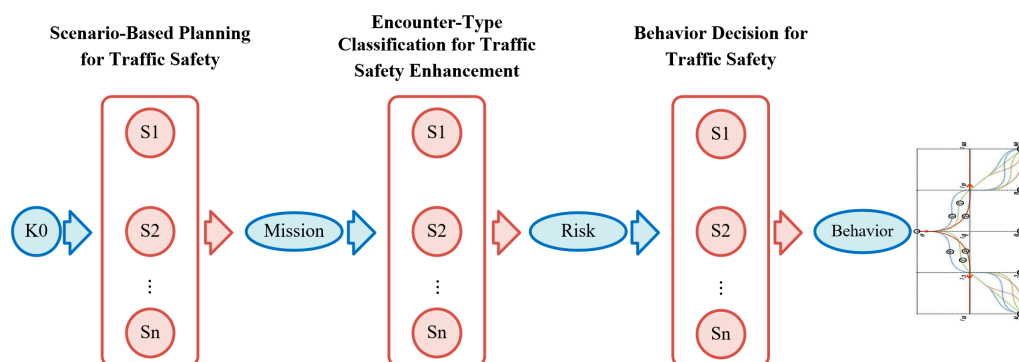 Scenario-Based Planning
for Traffic Safety
Encounter-Type
Classification for Traffic
Safety Enhancement
Behavior Decision for
Traffic Safety
K0
S1
S2
...
Sn
Mission
S1
S2
...
Sn
Risk
S1
S2
...
Sn
Behavior